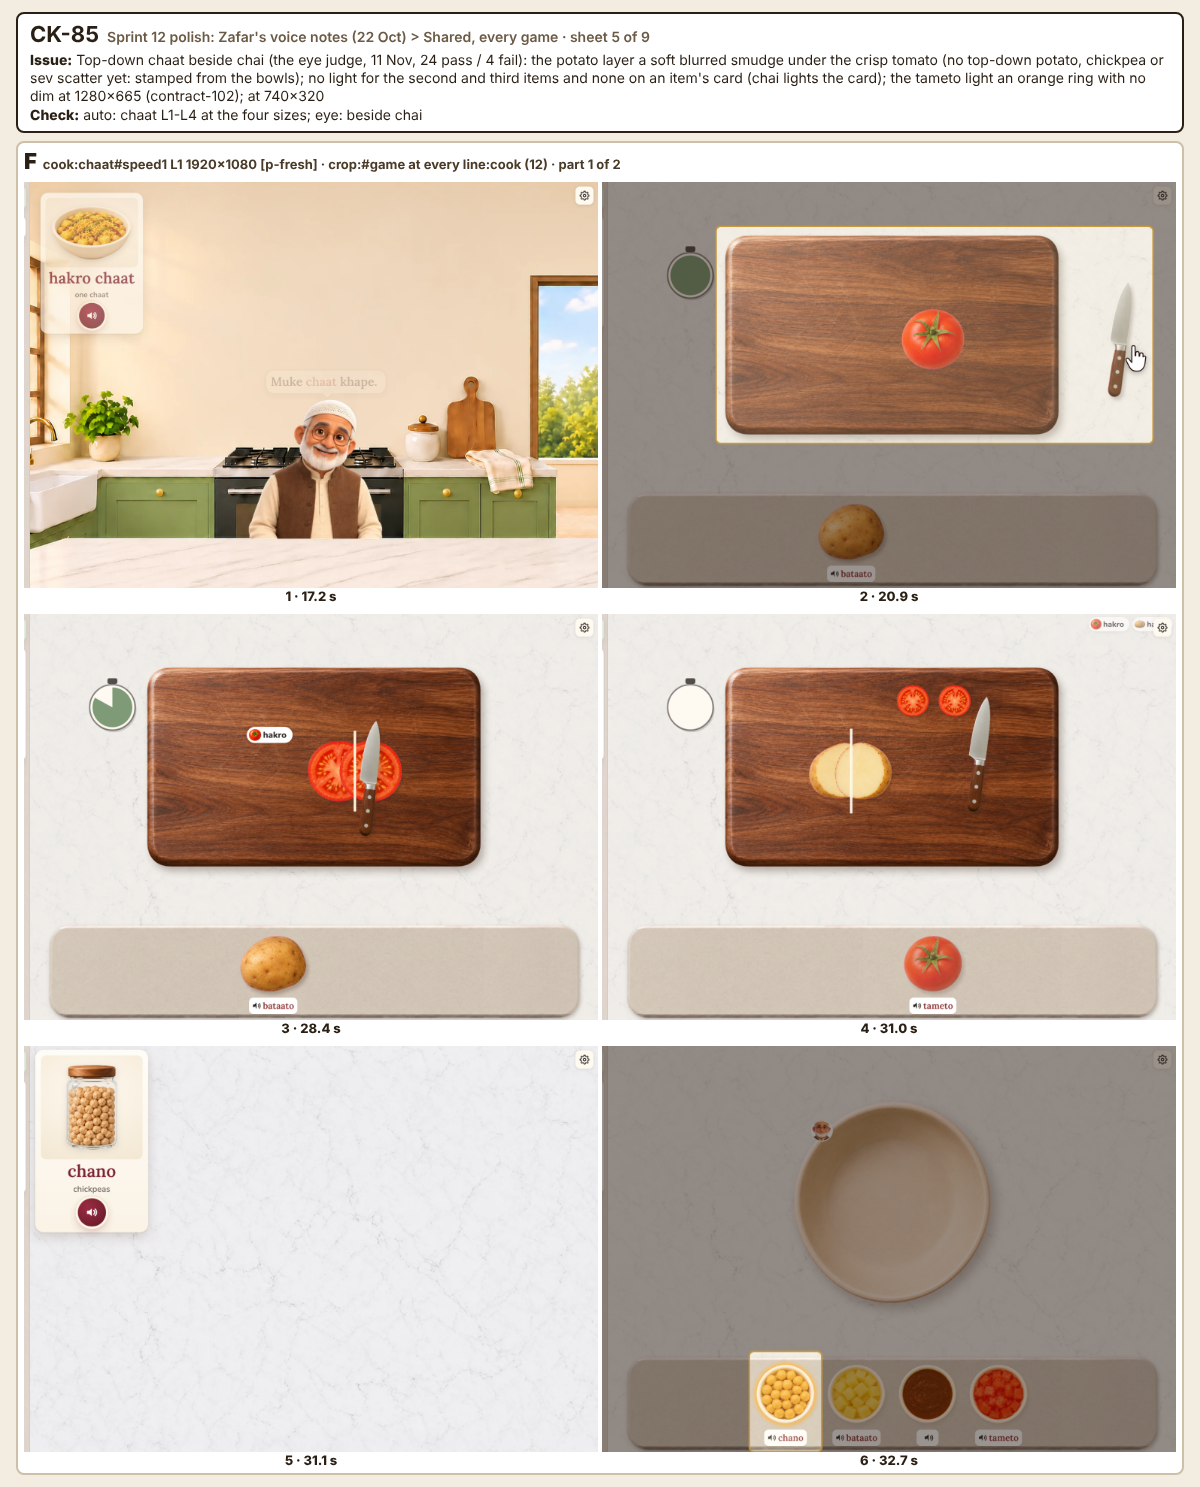 CK-85 Sprint 12 polish: Zafar's voice notes (22 Oct) > Shared, every game · sheet 5 of 9
Issue: Top-down chaat beside chai (the eye judge, 11 Nov, 24 pass / 4 fail): the potato layer a soft blurred smudge under the crisp tomato (no top-down potato, chickpea or
sev scatter yet: stamped from the bowls); no light for the second and third items and none on an item's card (chai lights the card); the tameto light an orange ring with no
dim at 1280×665 (contract-102); at 740×320
Check: auto: chaat L1-L4 at the four sizes; eye: beside chai
F cook:chaat#speed1 L1 1920×1080 [p-fresh] · crop:#game at every line:cook (12) · part 1 of 2
hakro chaat
one chaat
Muke chaat khape.
bataato
1 · 17.2 s
2 · 20.9 s
hakro
bataato
hakro
tameto
3 · 28.4 s
4 · 31.0 s
chano
chickpeas
chano
bataato
tameto
5 · 31.1 s
6 · 32.7 s